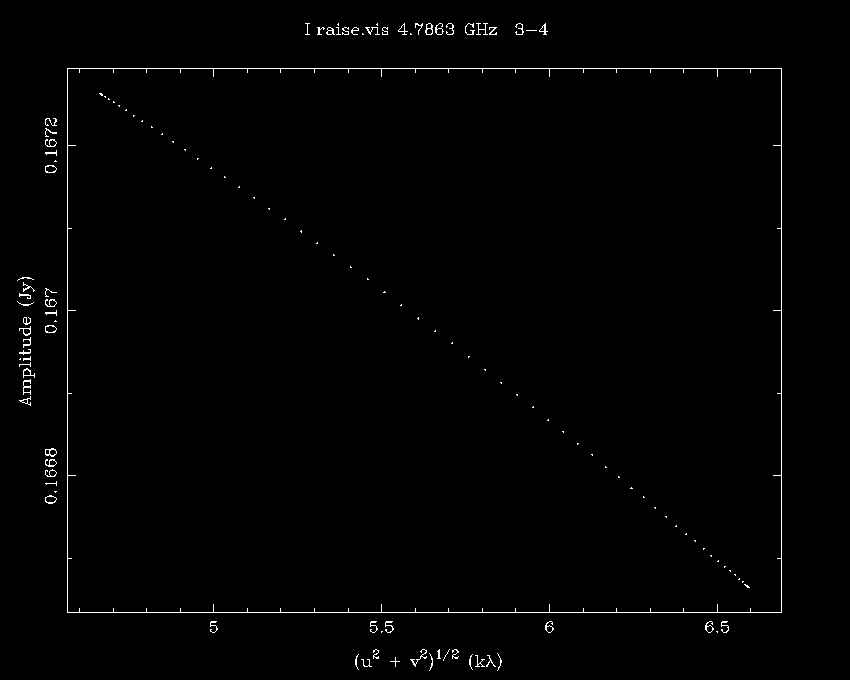 I raise.vis 4.7863 GHz 3−4
0.1672
0.167
0.1668
Amplitude (Jy)
5
5.5
6
6.5
(u² + v²)^1/2 (kλ)